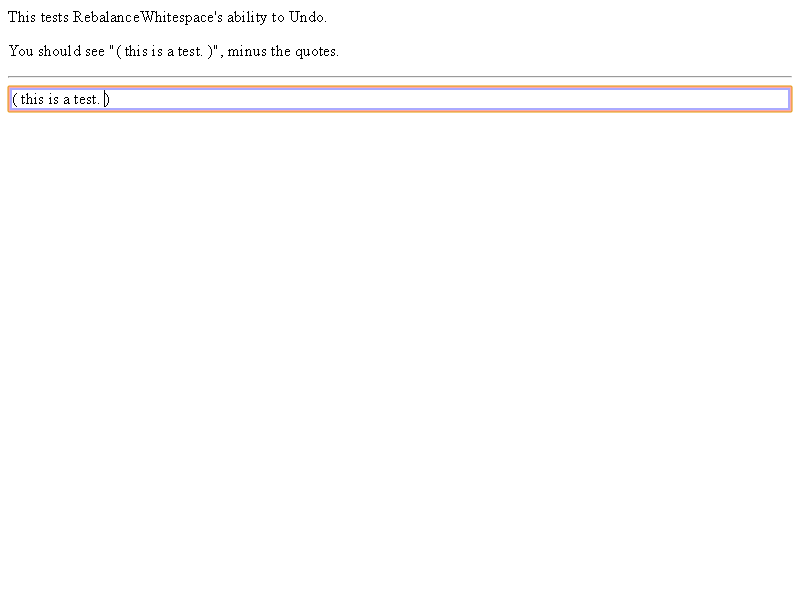 This tests RebalanceWhitespace's ability to Undo.
You should see "( this is a test. )", minus the quotes.
( this is a test. )